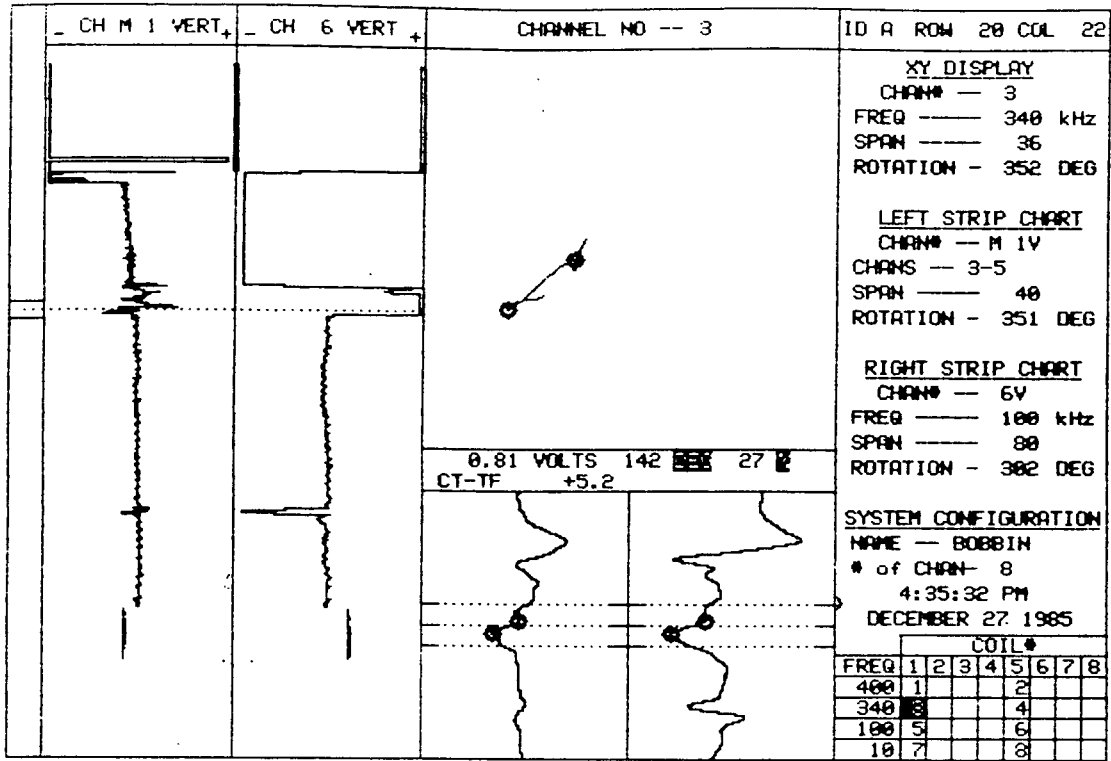 - CH M 1 VERT +
- CH 6 VERT +
CHANNEL NO -- 3
ID A ROW 20 COL 22
XY DISPLAY
CHAN# -- 3
FREQ ----- 340 kHz
SPAN ----- 36
ROTATION - 352 DEG
LEFT STRIP CHART
CHAN# -- M 1V
CHANS -- 3-5
SPAN ----- 40
ROTATION - 351 DEG
RIGHT STRIP CHART
CHAN# -- 6V
FREQ ----- 100 kHz
SPAN ----- 80
ROTATION - 302 DEG
0.81 VOLTS 142 27
CT-TF +5.2
SYSTEM CONFIGURATION
NAME -- BOBBIN
# of CHAN- 8
4:35:32 PM
DECEMBER 27 1985
COIL#
FREQ 1 2 3 4 5 6 7 8
400 1 2
340 3 4
100 5 6
10 7 8